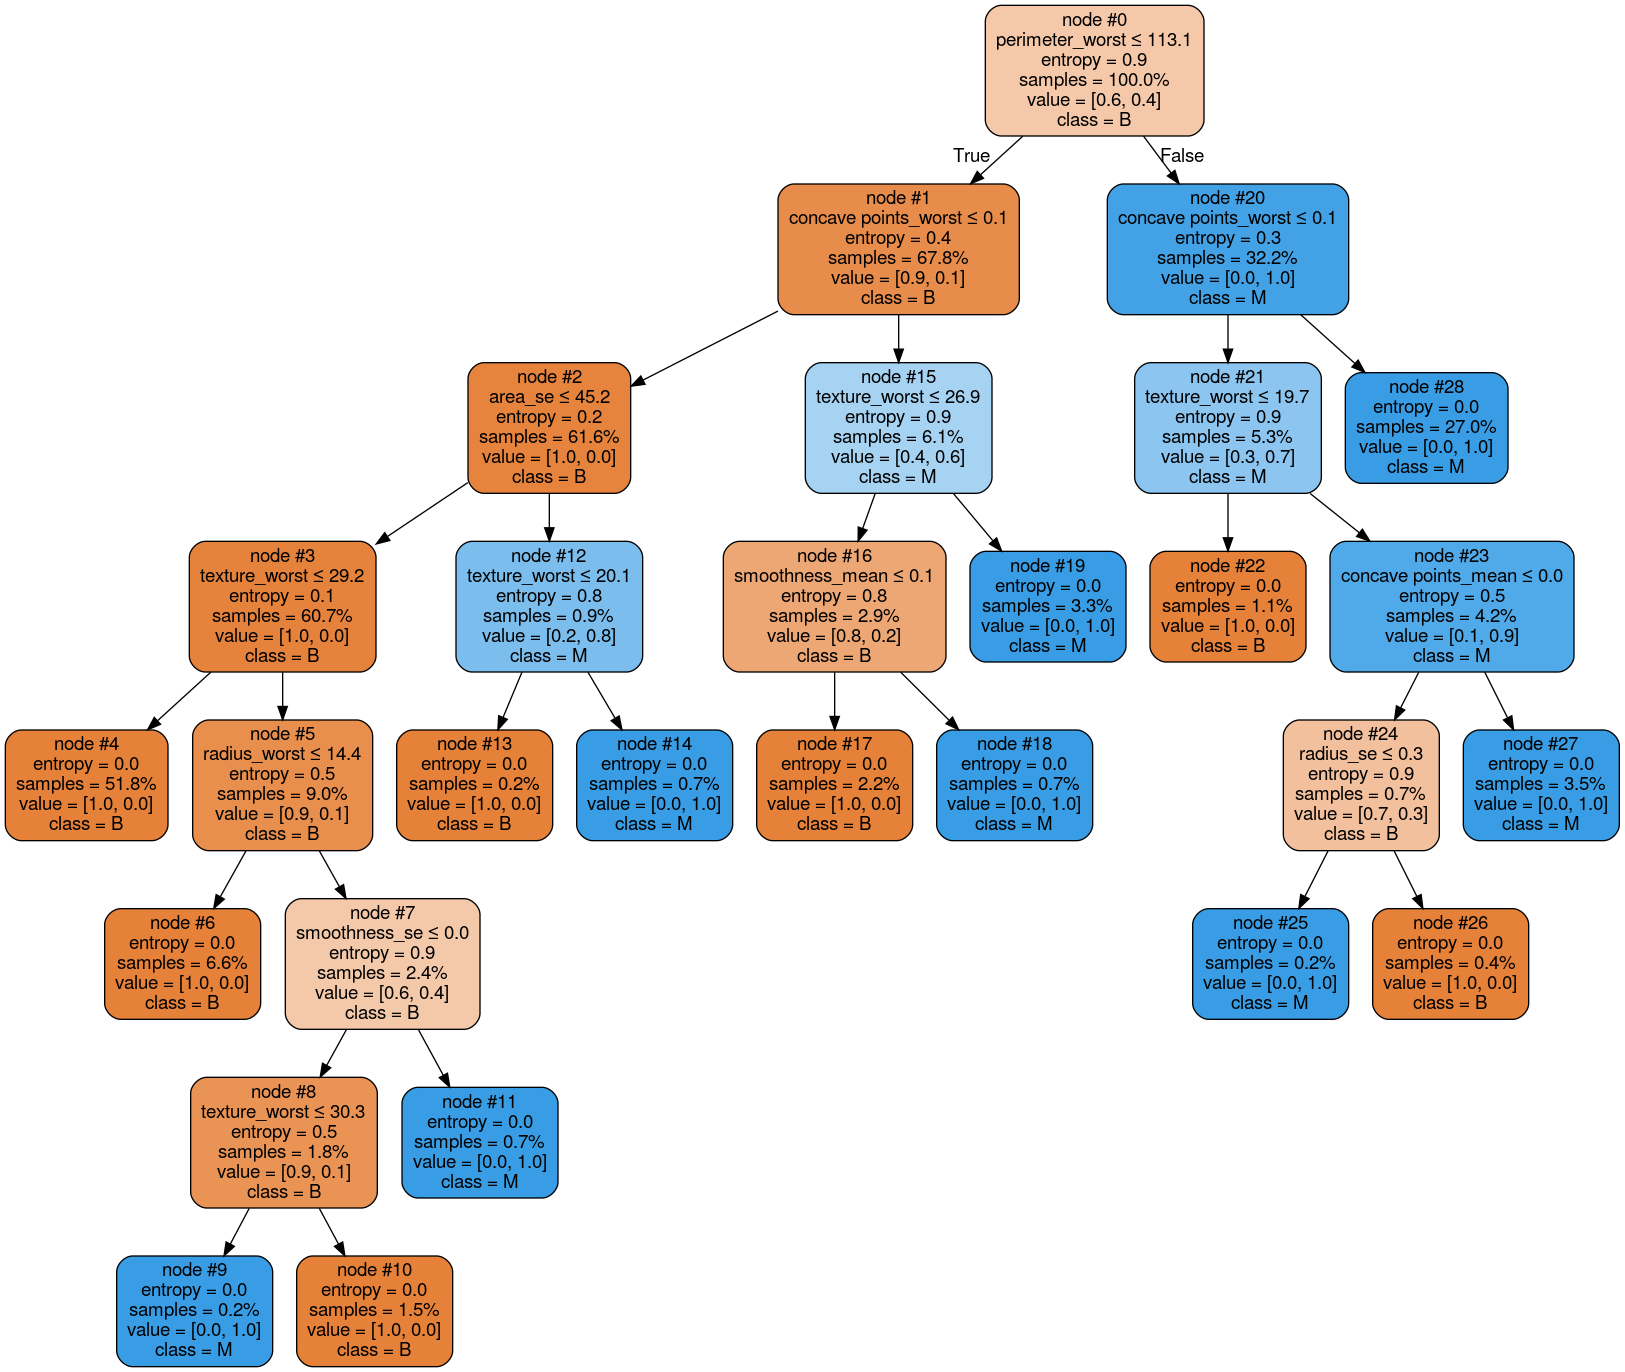 node #0
perimeter_worst ≤ 113.1
entropy = 0.9
samples = 100.0%
value = [0.6, 0.4]
class = B
True
False
node #1
concave points_worst ≤ 0.1
entropy = 0.4
samples = 67.8%
value = [0.9, 0.1]
class = B
node #20
concave points_worst ≤ 0.1
entropy = 0.3
samples = 32.2%
value = [0.0, 1.0]
class = M
node #2
area_se ≤ 45.2
entropy = 0.2
samples = 61.6%
value = [1.0, 0.0]
class = B
node #15
texture_worst ≤ 26.9
entropy = 0.9
samples = 6.1%
value = [0.4, 0.6]
class = M
node #21
texture_worst ≤ 19.7
entropy = 0.9
samples = 5.3%
value = [0.3, 0.7]
class = M
node #28
entropy = 0.0
samples = 27.0%
value = [0.0, 1.0]
class = M
node #3
texture_worst ≤ 29.2
entropy = 0.1
samples = 60.7%
value = [1.0, 0.0]
class = B
node #12
texture_worst ≤ 20.1
entropy = 0.8
samples = 0.9%
value = [0.2, 0.8]
class = M
node #16
smoothness_mean ≤ 0.1
entropy = 0.8
samples = 2.9%
value = [0.8, 0.2]
class = B
node #19
entropy = 0.0
samples = 3.3%
value = [0.0, 1.0]
class = M
node #22
entropy = 0.0
samples = 1.1%
value = [1.0, 0.0]
class = B
node #23
concave points_mean ≤ 0.0
entropy = 0.5
samples = 4.2%
value = [0.1, 0.9]
class = M
node #4
entropy = 0.0
samples = 51.8%
value = [1.0, 0.0]
class = B
node #5
radius_worst ≤ 14.4
entropy = 0.5
samples = 9.0%
value = [0.9, 0.1]
class = B
node #13
entropy = 0.0
samples = 0.2%
value = [1.0, 0.0]
class = B
node #14
entropy = 0.0
samples = 0.7%
value = [0.0, 1.0]
class = M
node #17
entropy = 0.0
samples = 2.2%
value = [1.0, 0.0]
class = B
node #18
entropy = 0.0
samples = 0.7%
value = [0.0, 1.0]
class = M
node #24
radius_se ≤ 0.3
entropy = 0.9
samples = 0.7%
value = [0.7, 0.3]
class = B
node #27
entropy = 0.0
samples = 3.5%
value = [0.0, 1.0]
class = M
node #6
entropy = 0.0
samples = 6.6%
value = [1.0, 0.0]
class = B
node #7
smoothness_se ≤ 0.0
entropy = 0.9
samples = 2.4%
value = [0.6, 0.4]
class = B
node #25
entropy = 0.0
samples = 0.2%
value = [0.0, 1.0]
class = M
node #26
entropy = 0.0
samples = 0.4%
value = [1.0, 0.0]
class = B
node #8
texture_worst ≤ 30.3
entropy = 0.5
samples = 1.8%
value = [0.9, 0.1]
class = B
node #11
entropy = 0.0
samples = 0.7%
value = [0.0, 1.0]
class = M
node #9
entropy = 0.0
samples = 0.2%
value = [0.0, 1.0]
class = M
node #10
entropy = 0.0
samples = 1.5%
value = [1.0, 0.0]
class = B